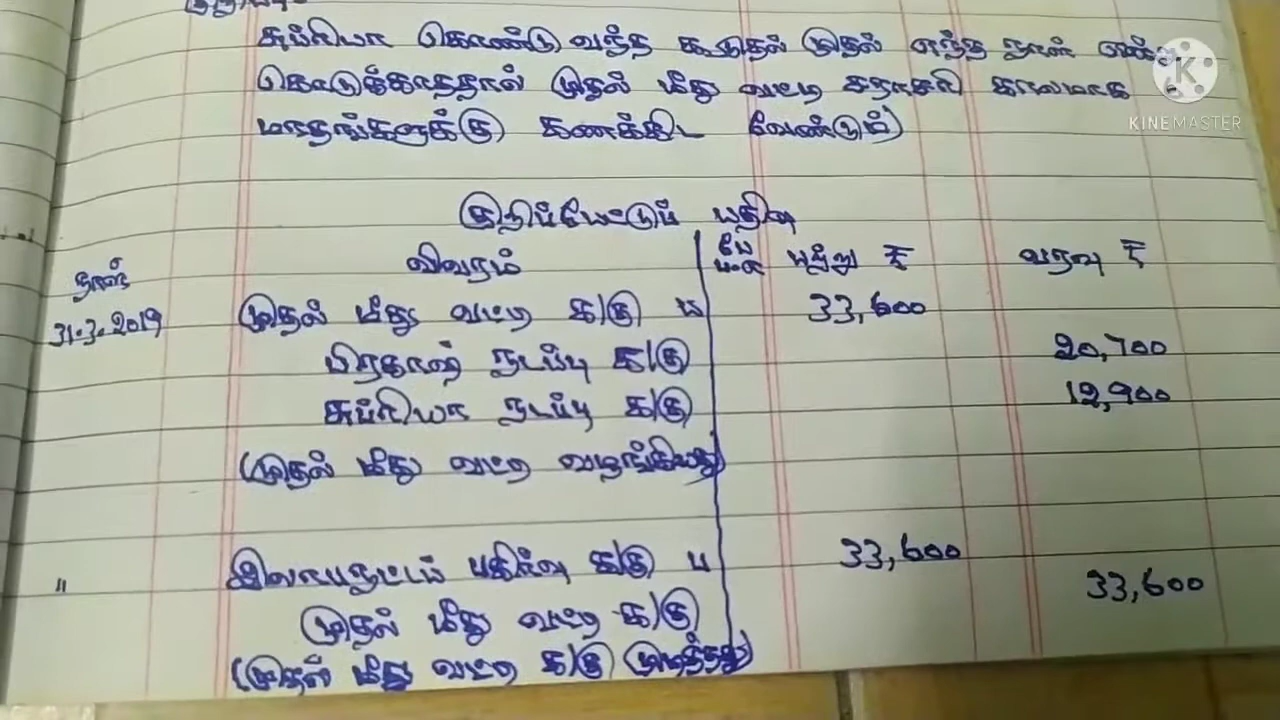 சுப்ரியா கொண்டு வந்த கூடுதல் முதல் எந்த நாள் என்று
கொடுக்காததால் முதல் மீது வட்டி சராசரி காலமாக
KINEMASTER
மாதங்களுக்கு கணக்கிட வேண்டும்)
குறிப்பேட்டுப் பதிவு
நாள் விவரம் பே ப.எ பற்று ₹ வரவு ₹
31.3.2019 முதல் மீது வட்டி க/கு ப 33,600
பிரகாஷ் நடப்பு க/கு 20,700
சுப்ரியா நடப்பு க/கு 12,900
(முதல் மீது வட்டி வழங்கியது)
" இலாபநட்டப் பகிர்வு க/கு ப 33,600
முதல் மீது வட்டி க/கு 33,600
(முதல் மீது வட்டி க/கு முடித்தது)